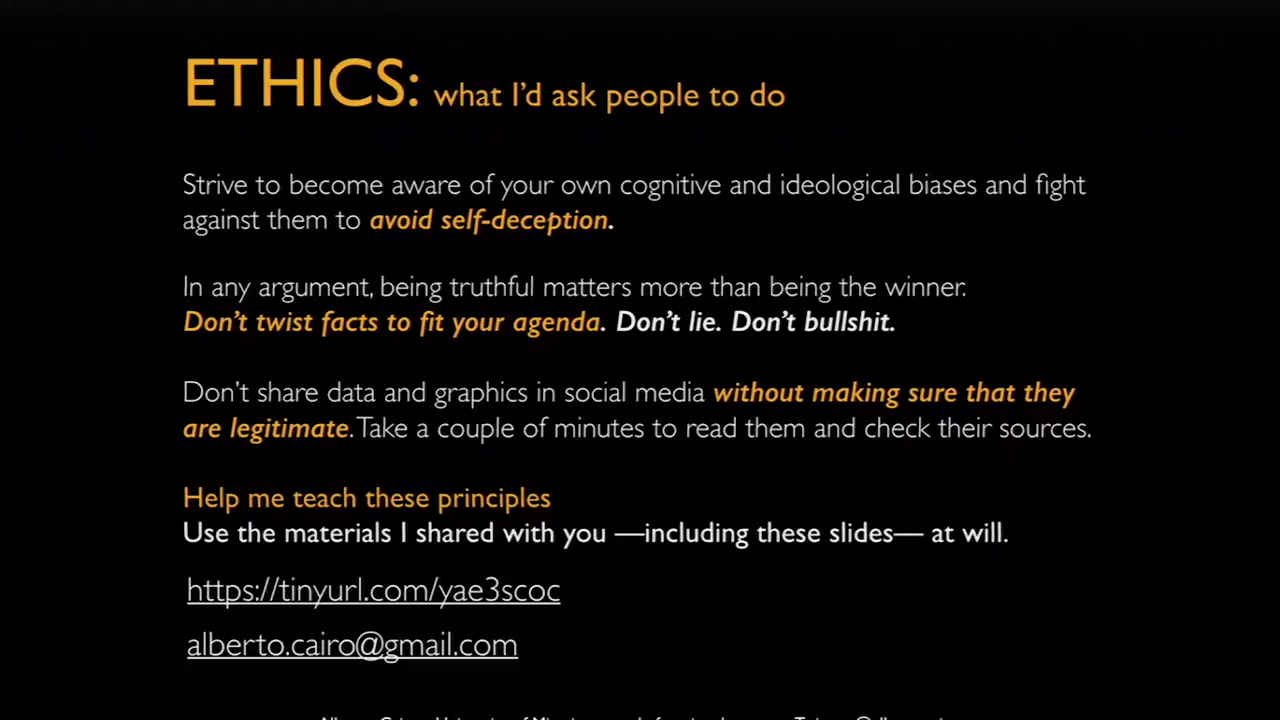 ETHICS: what I'd ask people to do
Strive to become aware of your own cognitive and ideological biases and fight
against them to avoid self-deception.
In any argument, being truthful matters more than being the winner.
Don't twist facts to fit your agenda. Don't lie. Don't bullshit.
Don't share data and graphics in social media without making sure that they
are legitimate. Take a couple of minutes to read them and check their sources.
Help me teach these principles
Use the materials I shared with you —including these slides— at will.
https://tinyurl.com/yae3scoc
alberto.cairo@gmail.com